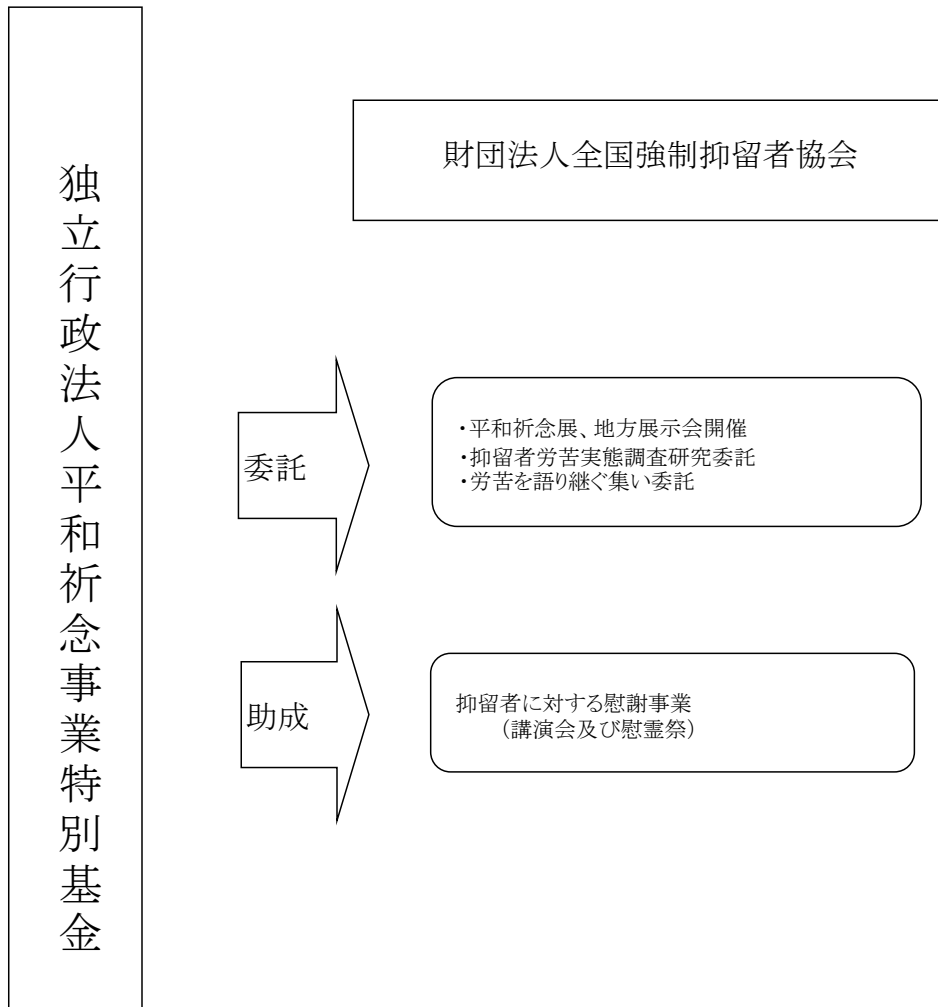 独立行政法人平和祈念事業特別基金
財団法人全国強制抑留者協会
委託
・平和祈念展、地方展示会開催
・抑留者労苦実態調査研究委託
・労苦を語り継ぐ集い委託
助成
抑留者に対する慰謝事業
（講演会及び慰霊祭）